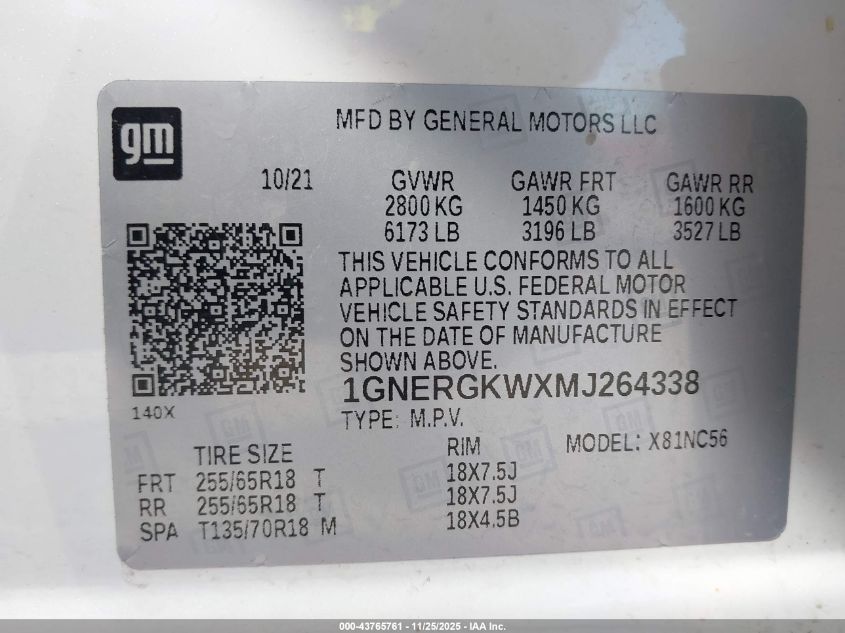 gm
MFD BY GENERAL MOTORS LLC
10/21 GVWR GAWR FRT GAWR RR
2800 KG 1450 KG 1600 KG
6173 LB 3196 LB 3527 LB
THIS VEHICLE CONFORMS TO ALL
APPLICABLE U.S. FEDERAL MOTOR
VEHICLE SAFETY STANDARDS IN EFFECT
ON THE DATE OF MANUFACTURE
SHOWN ABOVE.
1GNERGKWXMJ264338
140X
TYPE: M.P.V.
MODEL: X81NC56
TIRE SIZE RIM
FRT 255/65R18 T 18X7.5J
RR 255/65R18 T 18X7.5J
SPA T135/70R18 M 18X4.5B
000-43765761 - 11/25/2025 - IAA Inc.